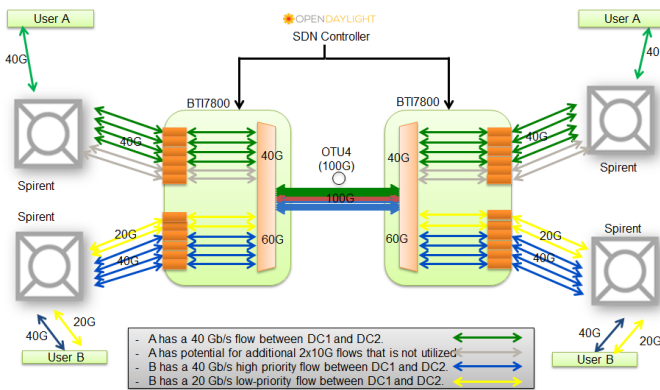 User A
User A
OPENDAYLIGHT
SDN Controller
40G
40G
BTI7800
BTI7800
40G
40G
OTU4
(100G)
40G
40G
Spirent
Spirent
100G
Spirent
Spirent
20G
60G
60G
20G
40G
40G
40G
20G
40G
20G
User B
User B
- A has a 40 Gb/s flow between DC1 and DC2.
- A has potential for additional 2x10G flows that is not utilized
- B has a 40 Gb/s high priority flow between DC1 and DC2.
- B has a 20 Gb/s low-priority flow between DC1 and DC2.